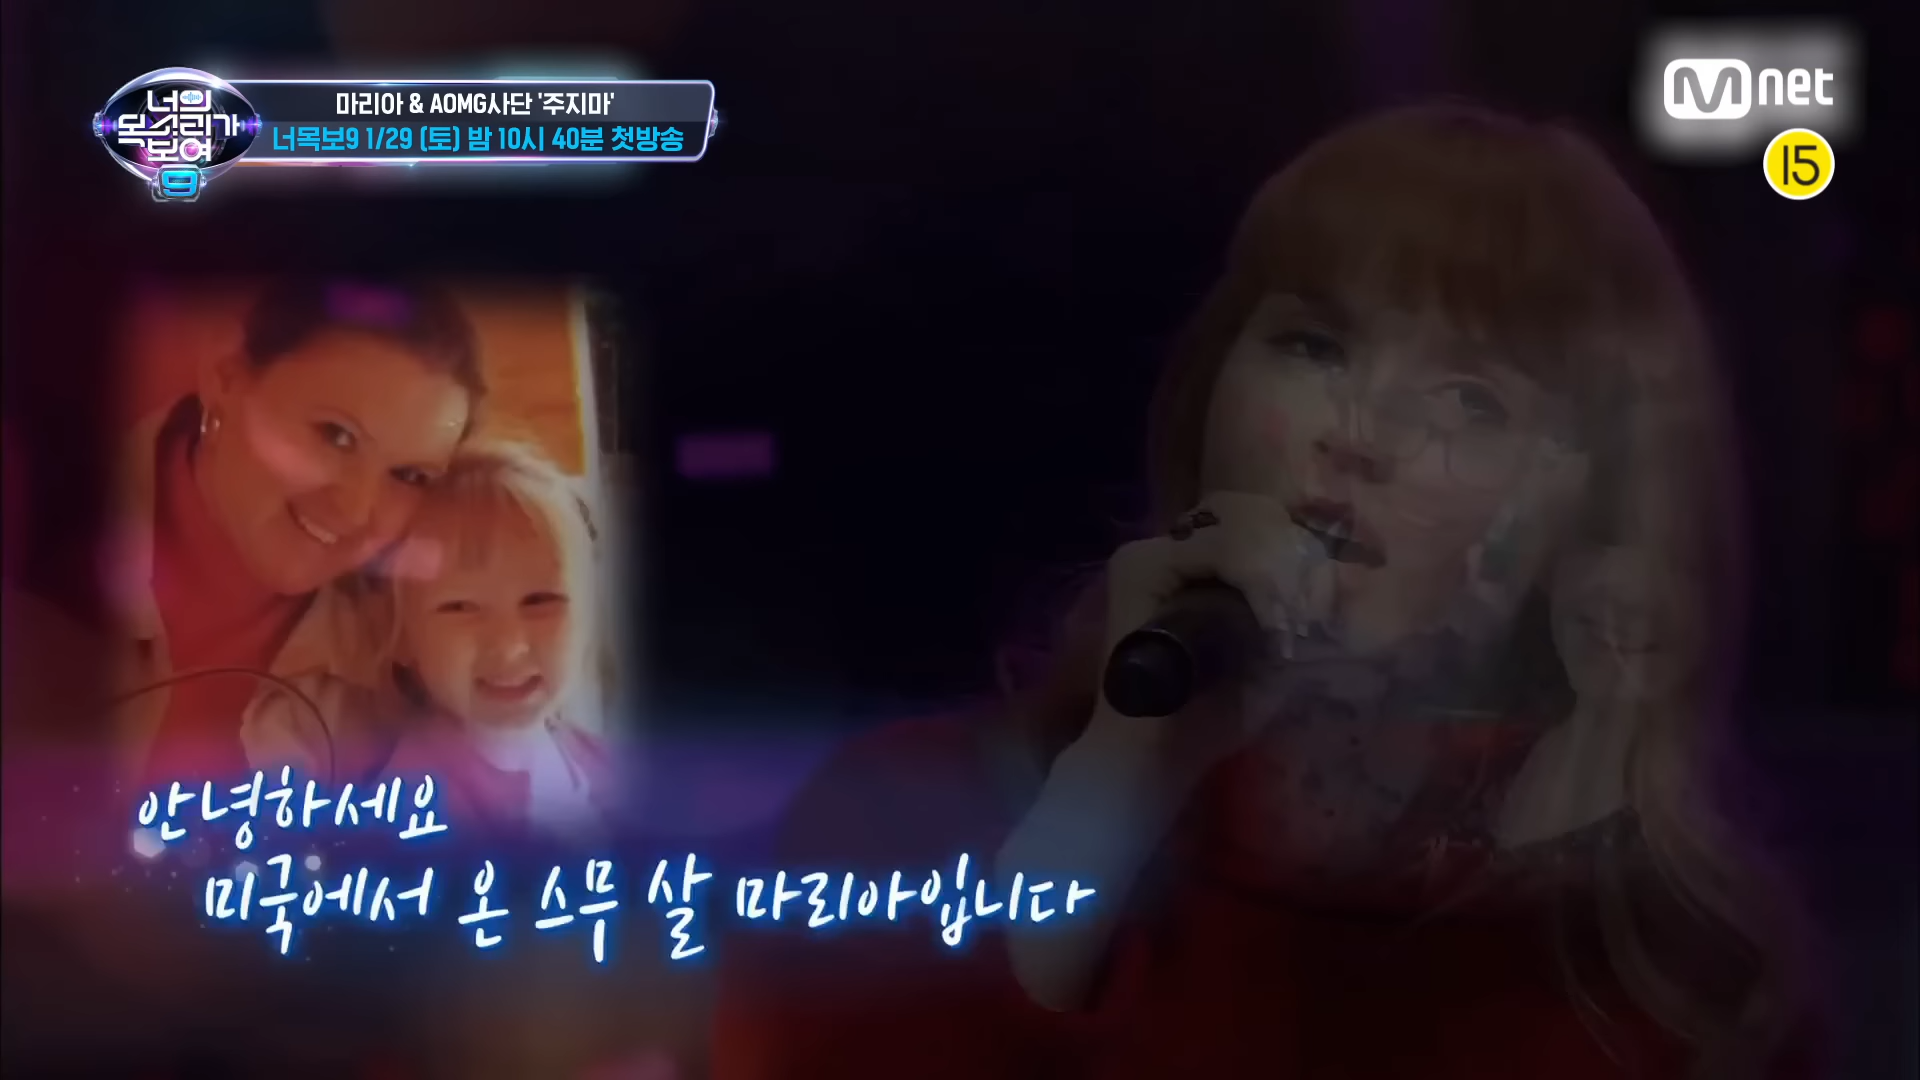 너의
목소리가
보여
9
마리아 & AOMG사단 '주지마'
너목보9 1/29 (토) 밤 10시 40분 첫방송
Mnet
15
안녕하세요
미국에서 온 스무 살 마리아입니다